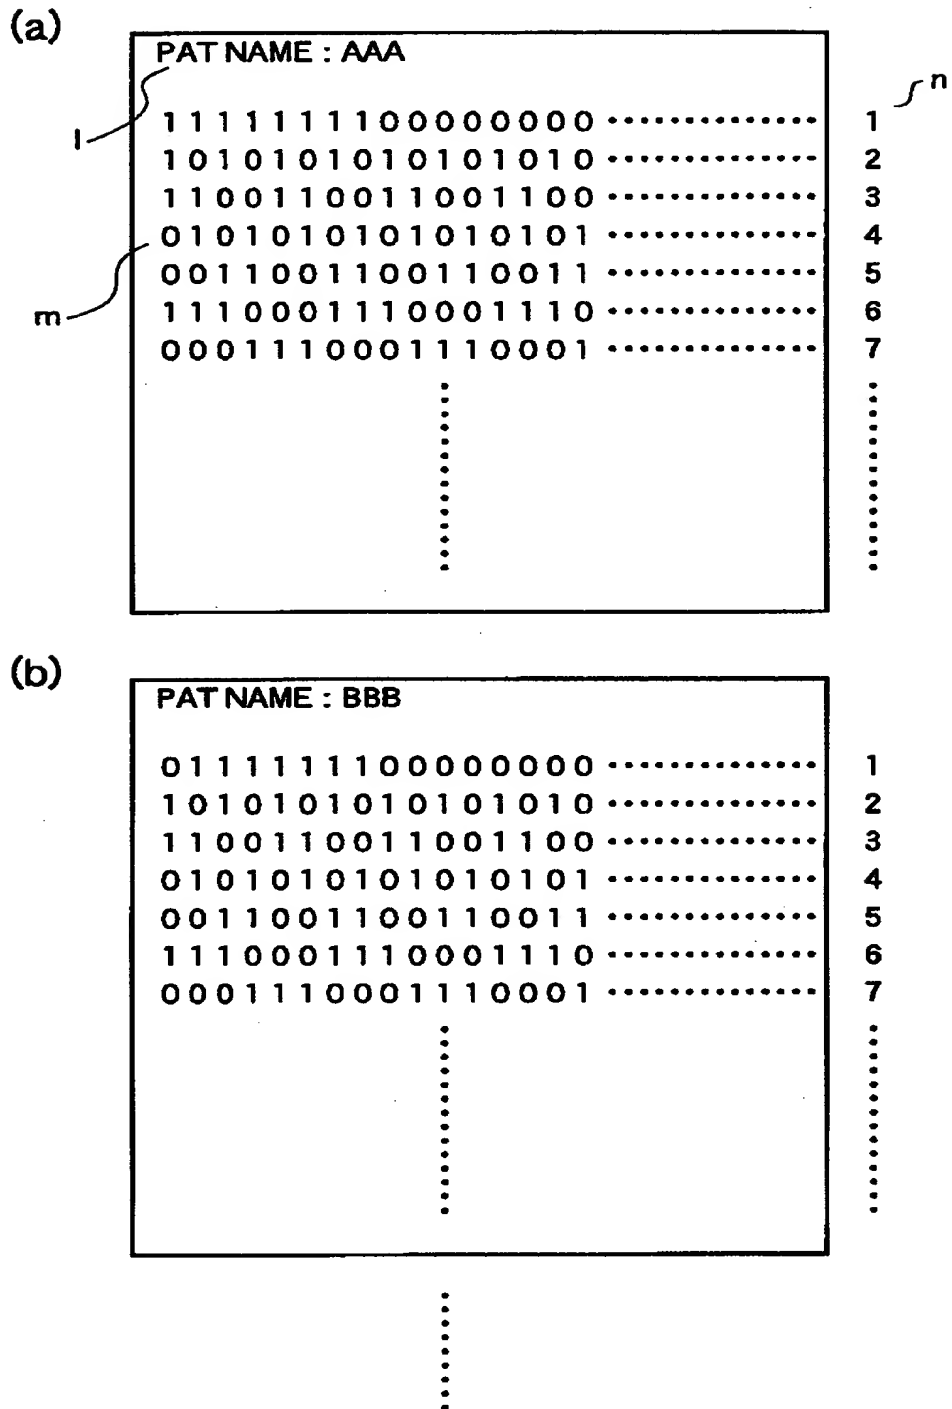 (a)
PAT NAME : AAA
n
l
1111111100000000 ‥‥‥‥‥‥‥ 1
1010101010101010 ‥‥‥‥‥‥‥ 2
1100110011001100 ‥‥‥‥‥‥‥ 3
0101010101010101 ‥‥‥‥‥‥‥ 4
0011001100110011 ‥‥‥‥‥‥‥ 5
m
1110001110001110 ‥‥‥‥‥‥‥ 6
0001110001110001 ‥‥‥‥‥‥‥ 7
(b)
PAT NAME : BBB
0111111100000000 ‥‥‥‥‥‥‥ 1
1010101010101010 ‥‥‥‥‥‥‥ 2
1100110011001100 ‥‥‥‥‥‥‥ 3
0101010101010101 ‥‥‥‥‥‥‥ 4
0011001100110011 ‥‥‥‥‥‥‥ 5
1110001110001110 ‥‥‥‥‥‥‥ 6
0001110001110001 ‥‥‥‥‥‥‥ 7